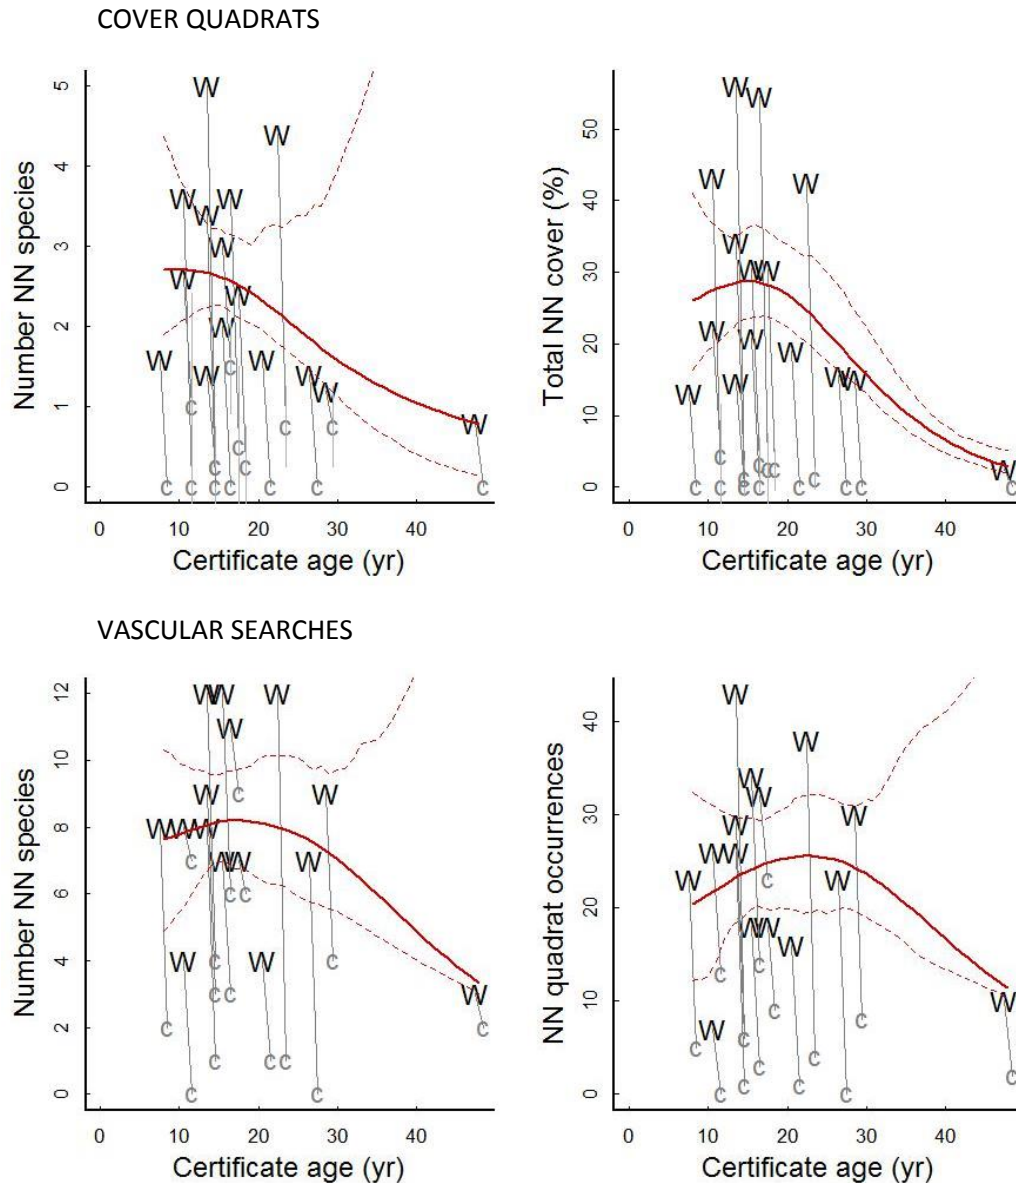 COVER QUADRATS
Number NN species
0 1 2 3 4 5
0 10 20 30 40
Certificate age (yr)
W W W W W W W W W W W W W W W W
c c c c c c c c c c c c c c c c
Total NN cover (%)
0 10 20 30 40 50
0 10 20 30 40
Certificate age (yr)
W W W W W W W W W W W W W W W W
c c c c c c c c c c c c c c c c
VASCULAR SEARCHES
Number NN species
0 2 4 6 8 10 12
0 10 20 30 40
Certificate age (yr)
W W W W W W W W W W W W W W W W
c c c c c c c c c c c c c c c
NN quadrat occurrences
0 10 20 30 40
0 10 20 30 40
Certificate age (yr)
W W W W W W W W W W W W W W W
c c c c c c c c c c c c c c